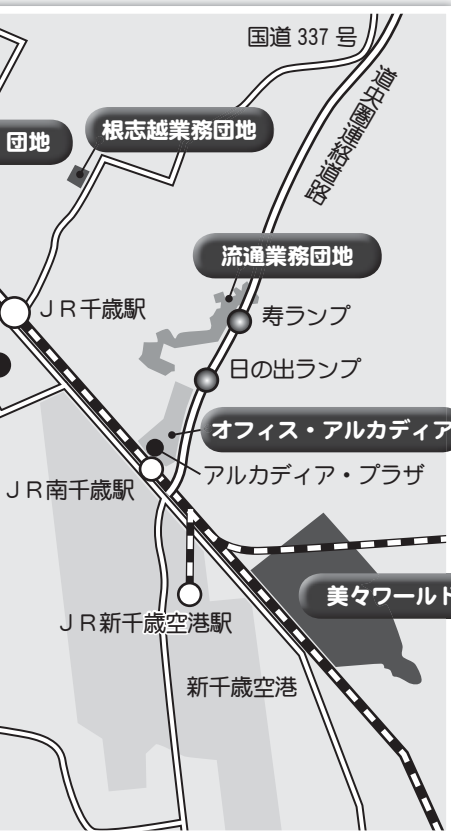 国道 337 号
道央圏連絡道路
団地
根志越業務団地
流通業務団地
ＪＲ千歳駅
寿ランプ
日の出ランプ
オフィス・アルカディア
アルカディア・プラザ
ＪＲ南千歳駅
美々ワールド
ＪＲ新千歳空港駅
新千歳空港